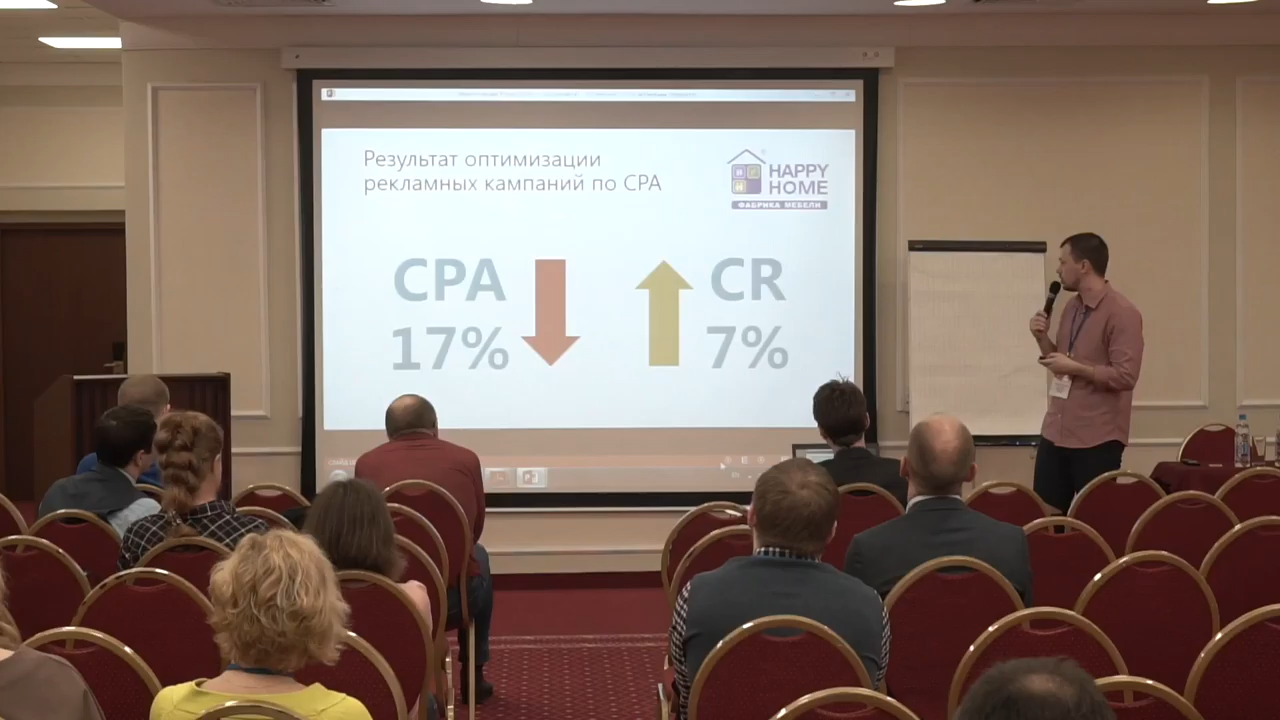 Результат оптимизации
рекламных кампаний по CPA
HAPPY
HOME
ФАБРИКА МЕБЕЛИ
CPA
17%
CR
7%